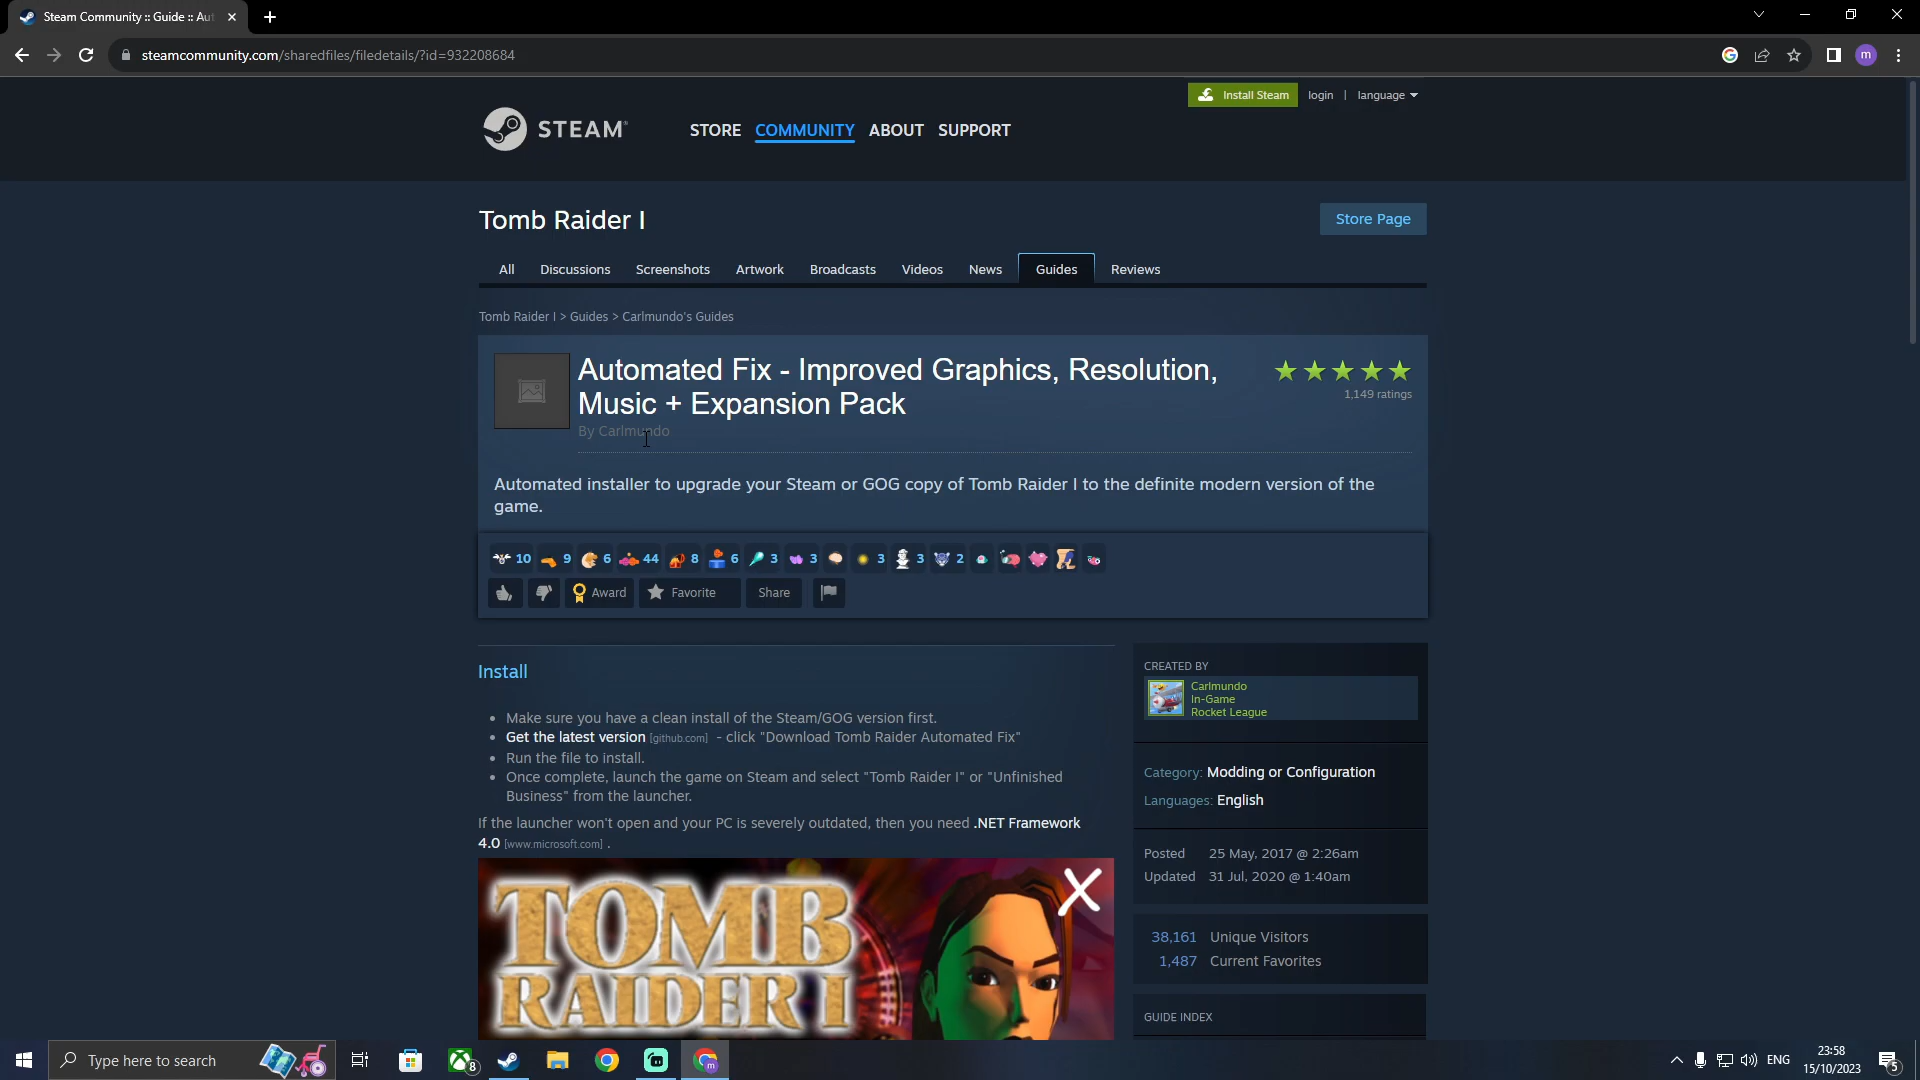 Steam Community :: Guide :: Aut
steamcommunity.com/sharedfiles/filedetails/?id=932208684
m
Install Steam
login | language
STEAM®
STORE COMMUNITY ABOUT SUPPORT
Tomb Raider I
Store Page
All Discussions Screenshots Artwork Broadcasts Videos News Guides Reviews
Tomb Raider I > Guides > Carlmundo's Guides
Automated Fix - Improved Graphics, Resolution,
Music + Expansion Pack
1,149 ratings
By Carlmundo
Automated installer to upgrade your Steam or GOG copy of Tomb Raider I to the definite modern version of the
game.
10 9 6 44 8 6 3 3 3 3 2
Award Favorite Share
Install
Make sure you have a clean install of the Steam/GOG version first.
Get the latest version [github.com] - click "Download Tomb Raider Automated Fix"
Run the file to install.
Once complete, launch the game on Steam and select "Tomb Raider I" or "Unfinished
Business" from the launcher.
If the launcher won't open and your PC is severely outdated, then you need .NET Framework
4.0 [www.microsoft.com] .
TOMB
RAIDER I
X
CREATED BY
Carlmundo
In-Game
Rocket League
Category: Modding or Configuration
Languages: English
Posted 25 May, 2017 @ 2:26am
Updated 31 Jul, 2020 @ 1:40am
38,161 Unique Visitors
1,487 Current Favorites
GUIDE INDEX
Type here to search
8
m
ENG
23:58
15/10/2023
5